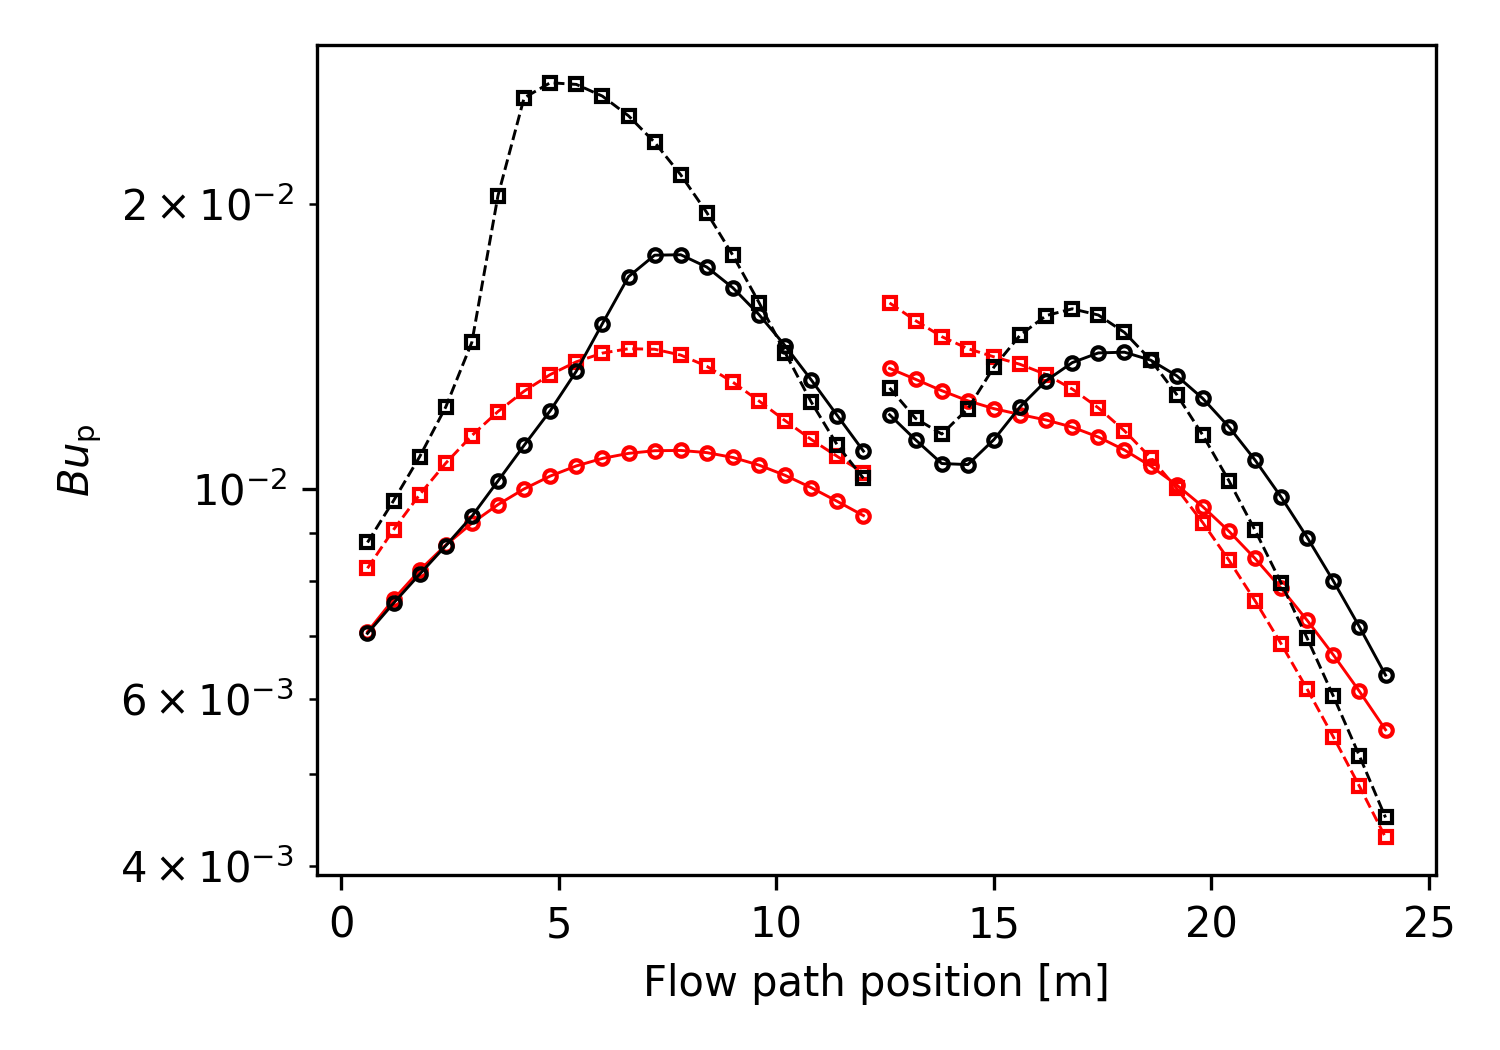 2 × 10⁻²
10⁻²
6 × 10⁻³
4 × 10⁻³
Buₚ
0 5 10 15 20 25
Flow path position [m]